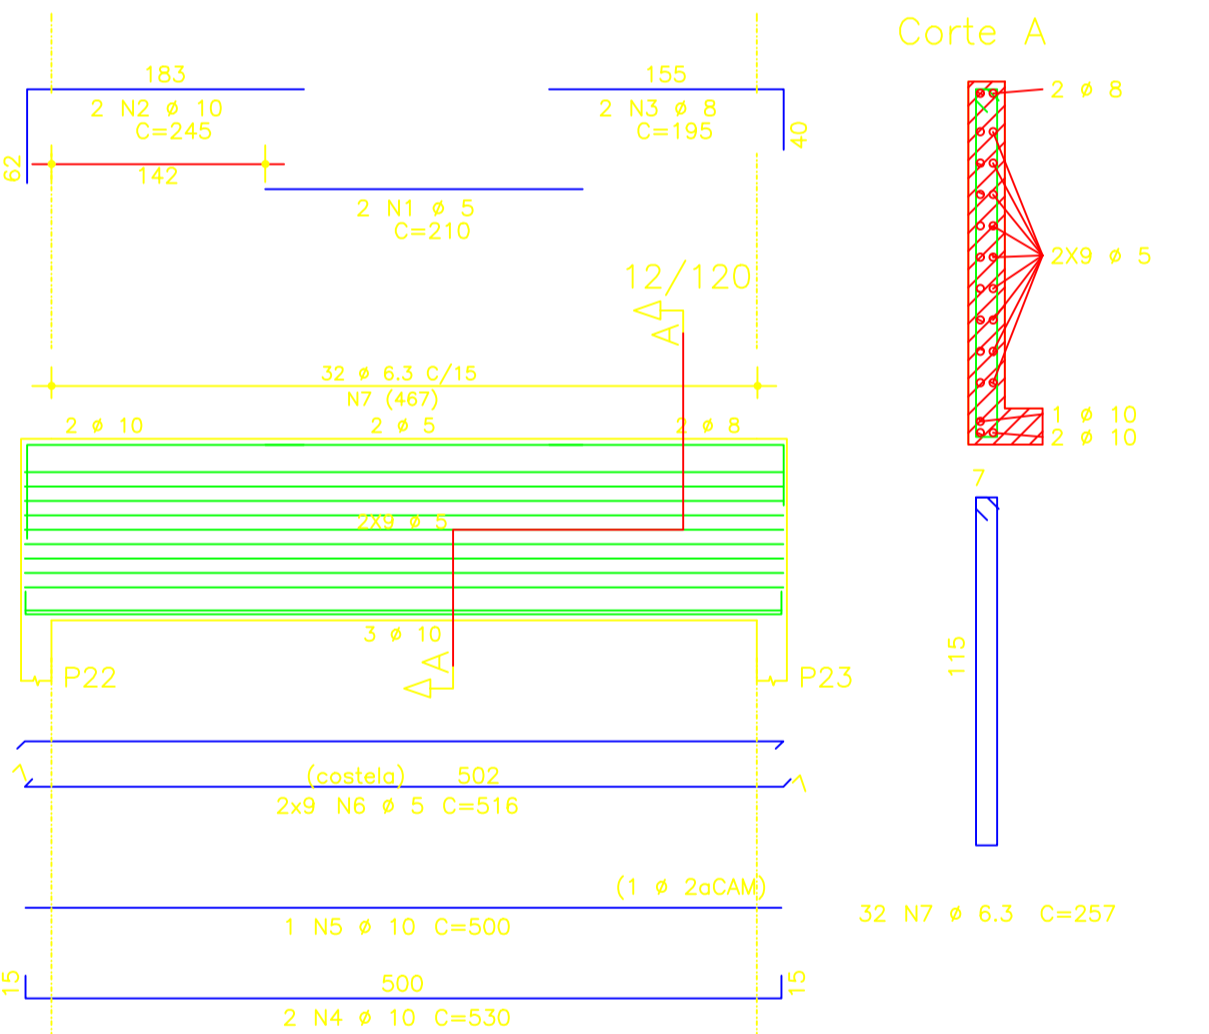 Corte A
183
155
2 N2 ø 10
C=245
2 N3 ø 8
C=195
2 ø 8
40
62
142
2 N1 ø 5
C=210
2X9 ø 5
12/120
A
32 ø 6.3 C/15
N7 (467)
2 ø 10
2 ø 5
2 ø 8
1 ø 10
2 ø 10
7
2X9 ø 5
3 ø 10
A
P22
P23
115
7
(costela) 502
7
2x9 N6 ø 5 C=516
(1 ø 2aCAM)
1 N5 ø 10 C=500
32 N7 ø 6.3 C=257
15
500
15
2 N4 ø 10 C=530